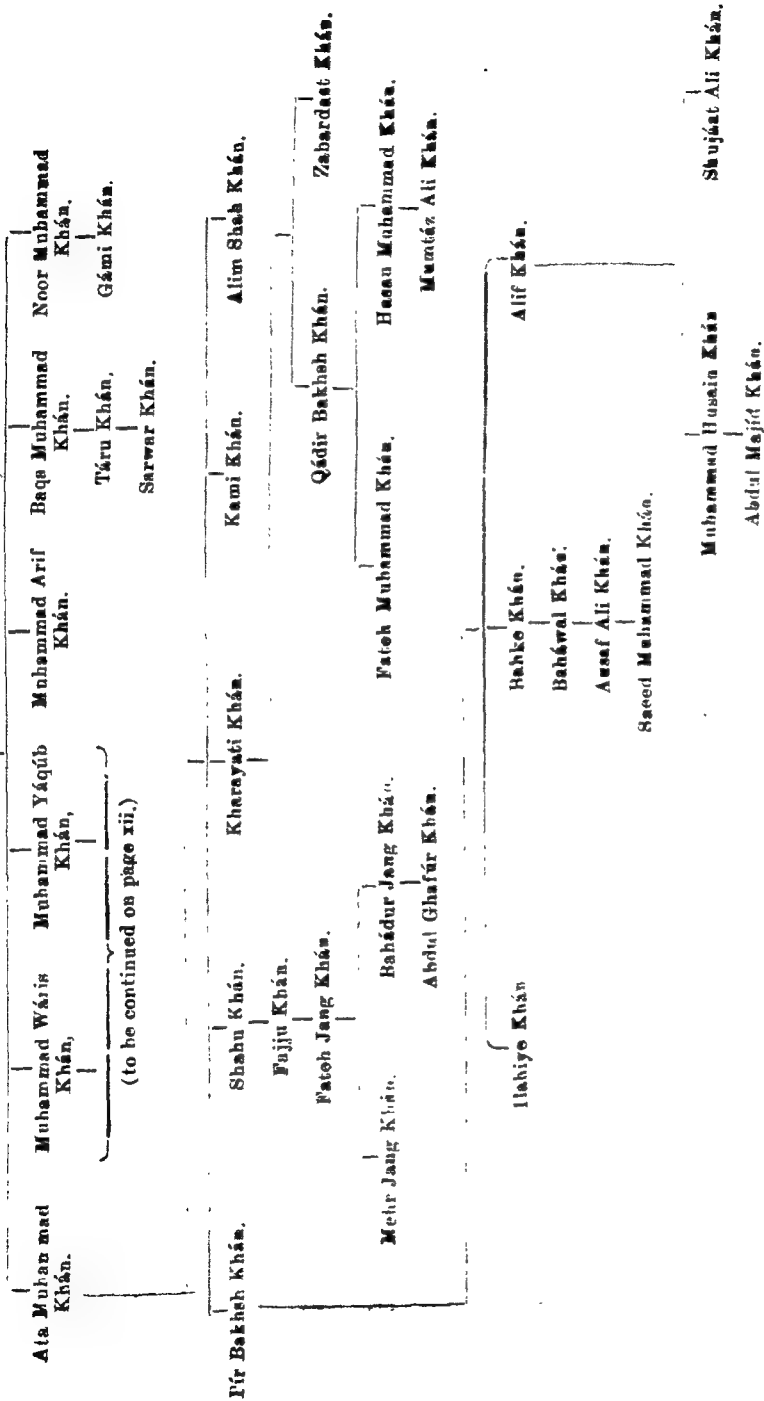 Ata Muhammad
Khán.
Muhammad Wáris
Khán,
Muhammad Yáqúb
Khán,
Muhammad Arif
Khán.
Baqa Muhammad
Khán.
Noor Muhammad
Khán.
(to be continued on page xii.)
Táru Khán.
Sarwar Khán.
Gámi Khán.
Pír Bakhsh Khán.
Shahu Khán.
Kharayati Khán.
Kami Khán.
Alim Shah Khán.
Fajju Khán.
Fateh Jang Khán.
Qádir Bakhsh Khán.
Zabardast Khán.
Mehr Jang Khán.
Bahádur Jang Khán.
Fateh Muhammad Khán.
Hasan Muhammad Khán.
Abdul Ghafúr Khán.
Mumtáz Ali Khán.
Ilahiye Khán
Bahke Khán.
Alif Khán.
Baháwal Khán.
Ausaf Ali Khán.
Saeed Muhammad Khán.
Muhammad Husain Khán
Shujáat Ali Khán.
Abdul Majíd Khán.